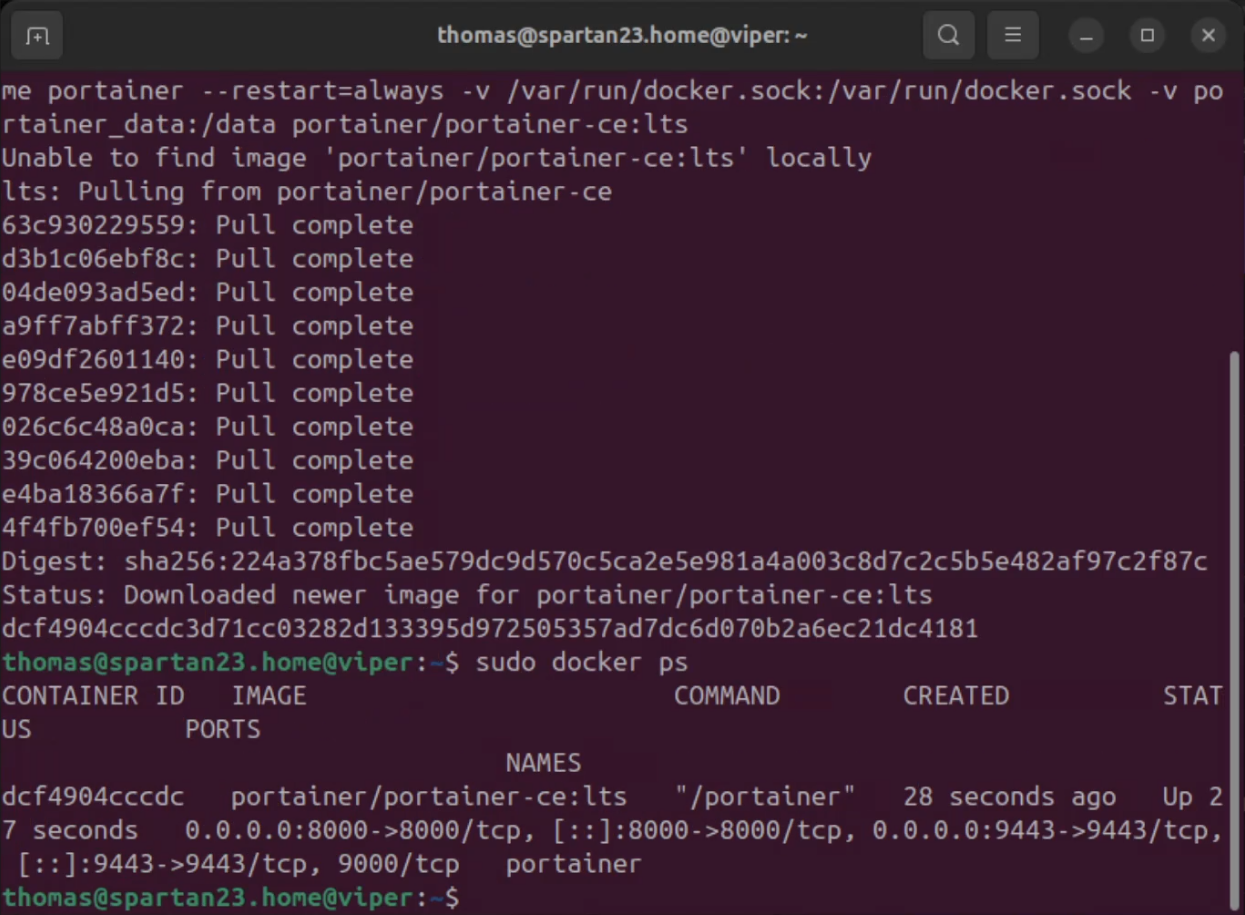 thomas@spartan23.home@viper: ~
me portainer --restart=always -v /var/run/docker.sock:/var/run/docker.sock -v po
rtainer_data:/data portainer/portainer-ce:lts
Unable to find image 'portainer/portainer-ce:lts' locally
lts: Pulling from portainer/portainer-ce
63c930229559: Pull complete
d3b1c06ebf8c: Pull complete
04de093ad5ed: Pull complete
a9ff7abff372: Pull complete
e09df2601140: Pull complete
978ce5e921d5: Pull complete
026c6c48a0ca: Pull complete
39c064200eba: Pull complete
e4ba18366a7f: Pull complete
4f4fb700ef54: Pull complete
Digest: sha256:224a378fbc5ae579dc9d570c5ca2e5e981a4a003c8d7c2c5b5e482af97c2f87c
Status: Downloaded newer image for portainer/portainer-ce:lts
dcf4904cccdc3d71cc03282d133395d972505357ad7dc6d070b2a6ec21dc4181
thomas@spartan23.home@viper:~$ sudo docker ps
CONTAINER ID   IMAGE                        COMMAND        CREATED          STAT
US          PORTS
                                 NAMES
dcf4904cccdc   portainer/portainer-ce:lts   "/portainer"   28 seconds ago   Up 2
7 seconds   0.0.0.0:8000->8000/tcp, [::]:8000->8000/tcp, 0.0.0.0:9443->9443/tcp,
 [::]:9443->9443/tcp, 9000/tcp   portainer
thomas@spartan23.home@viper:~$